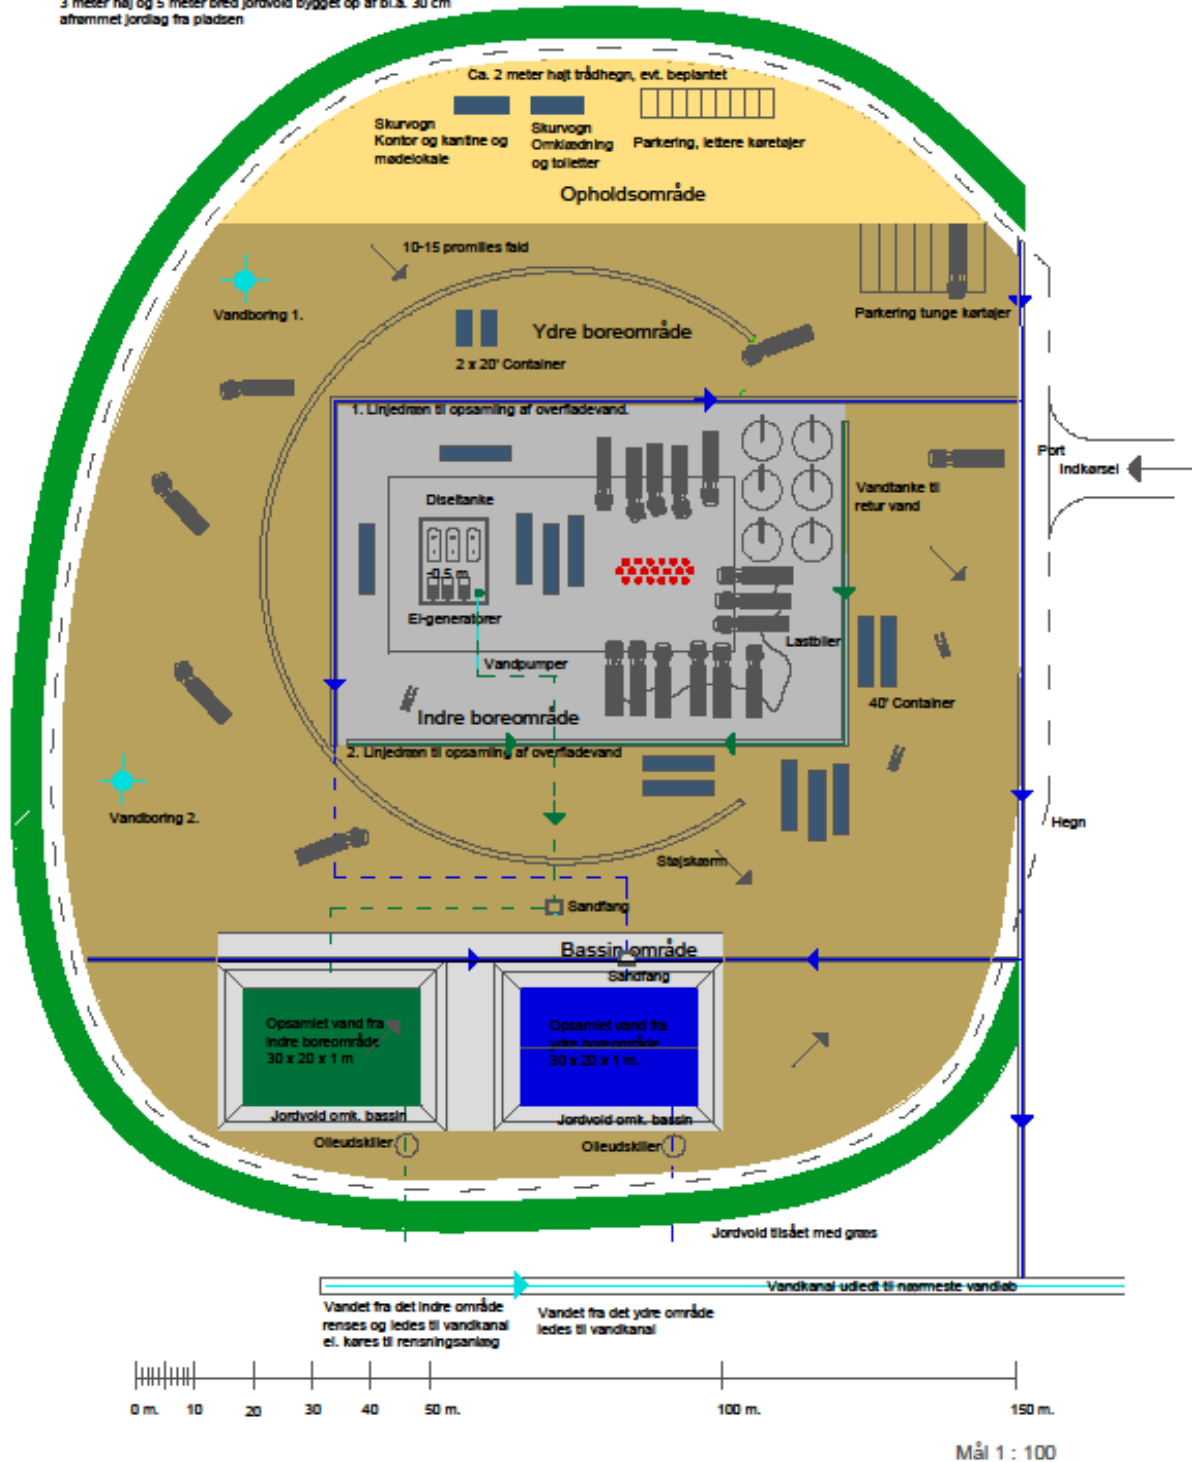 3 meter høj og 5 meter bred jordvold bygget op af bl.a. 30 cm
afrømmet jordlag fra pladsen
Ca. 2 meter højt trådhegn, evt. beplantet
Skurvogn
Kontor og kantine og
mødelokale
Skurvogn
Omklædning
og toiletter
Parkering, lettere køretøjer
Opholdsområde
10-15 promilles fald
Vandboring 1.
Ydre boreområde
Parkering tunge kørtøjer
2 x 20' Container
1. Linjedræn til opsamling af overfladevand.
Port
Indkørsel
Diseltanke
Vandtanke til
retur vand
-0,5 m
El-generatorer
Lastbiler
Vandpumper
40' Container
Indre boreområde
2. Linjedræn til opsamling af overfladevand
Vandboring 2.
Hegn
Støjskærm
Sandfang
Bassin område
Sandfang
Opsamlet vand fra
indre boreområde
30 x 20 x 1 m
Opsamlet vand fra
ydre boreområde
30 x 20 x 1 m.
Jordvold omk. bassin
Jordvold omk. bassin
Olieudskiller
Olieudskiller
Jordvold tilsået med græs
Vandkanal udledt til nærmeste vandløb
Vandet fra det indre område
renses og ledes til vandkanal
el. køres til rensningsanlæg
Vandet fra det ydre område
ledes til vandkanal
0 m. 10 20 30 40 50 m. 100 m. 150 m.
Mål 1 : 100